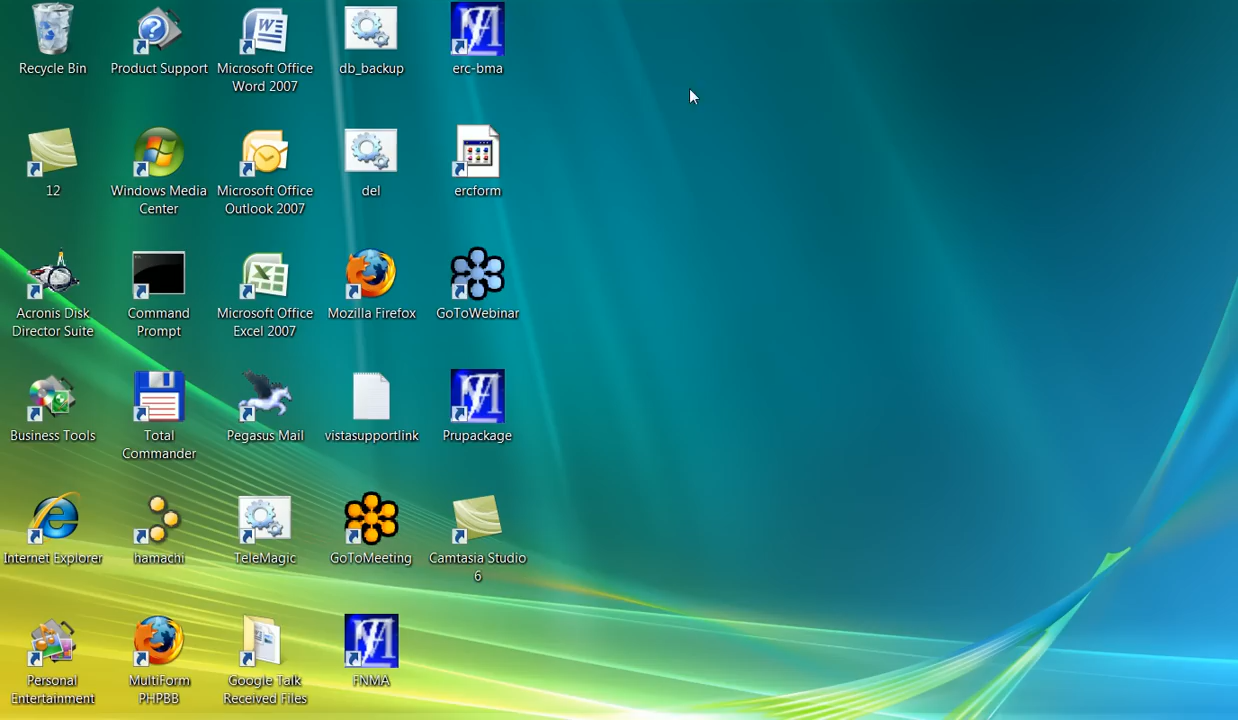 Recycle Bin
Product Support
Microsoft Office
Word 2007
db_backup
erc-bma
12
Windows Media
Center
Microsoft Office
Outlook 2007
del
ercform
Acronis Disk
Director Suite
Command
Prompt
Microsoft Office
Excel 2007
Mozilla Firefox
GoToWebinar
Business Tools
Total
Commander
Pegasus Mail
vistasupportlink
Prupackage
Internet Explorer
hamachi
TeleMagic
GoToMeeting
Camtasia Studio
6
Personal
Entertainment
MultiForm
PHPBB
Google Talk
Received Files
FNMA